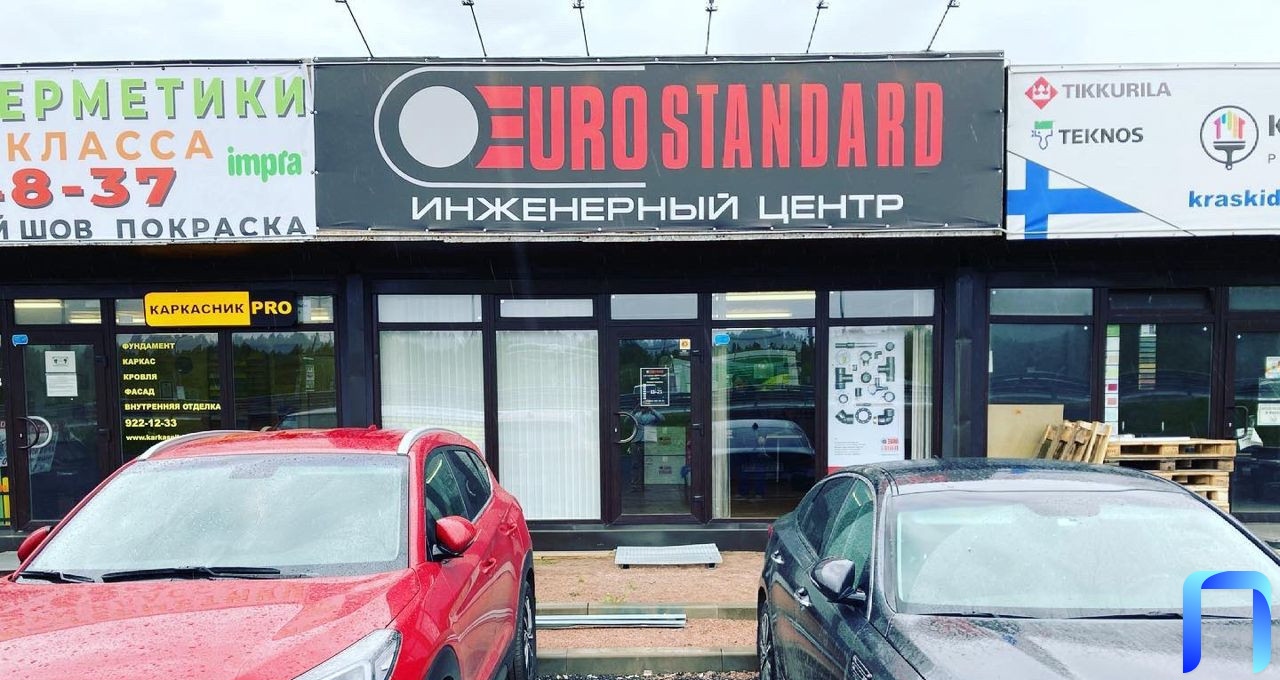 ЕРМЕТИКИ
КЛАССА
impra
48-37
Й ШОВ ПОКРАСКА
EUROSTANDARD
ИНЖЕНЕРНЫЙ ЦЕНТР
TIKKURILA
TEKNOS
kraskid
КАРКАСНИК PRO
ФУНДАМЕНТ
КАРКАС
КРОВЛЯ
ФАСАД
ВНУТРЕННЯЯ ОТДЕЛКА
922-12-33